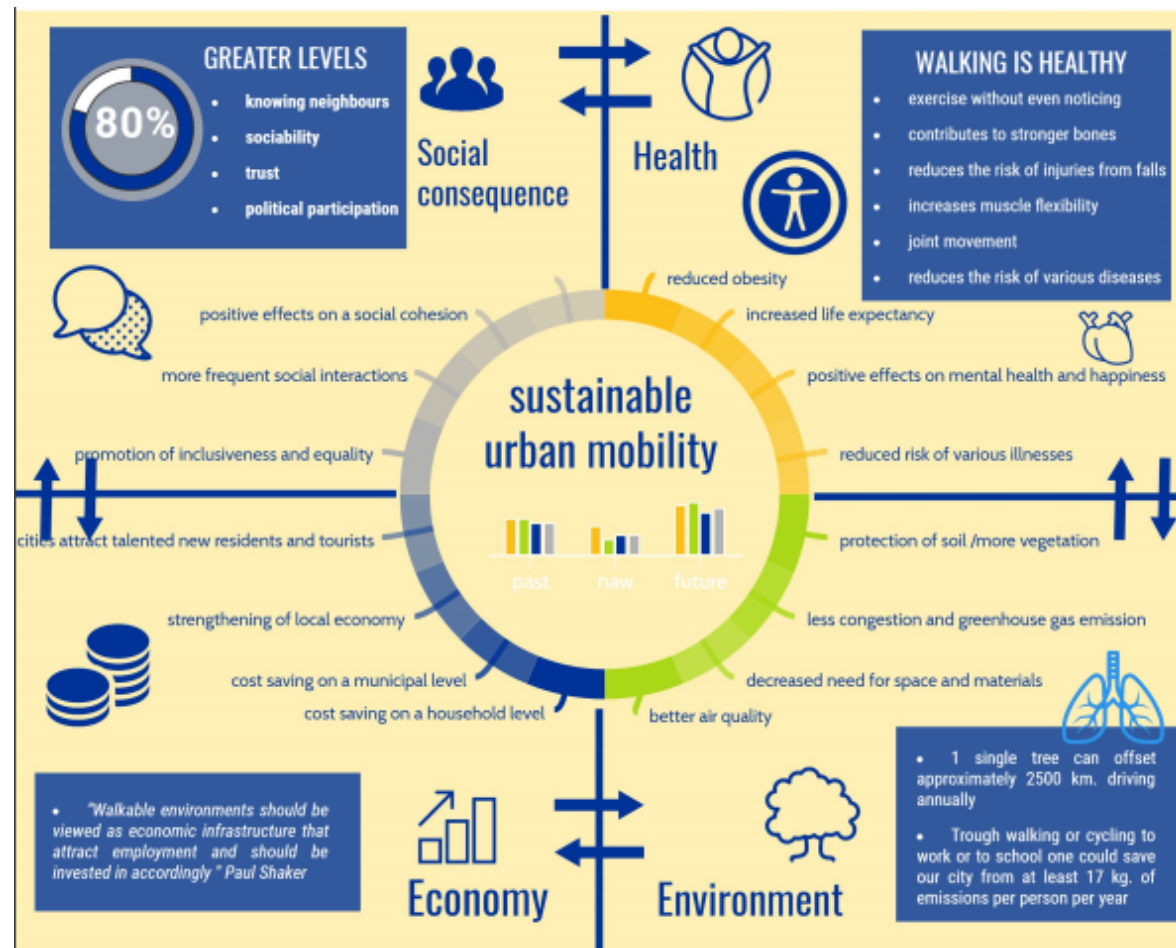 80%
GREATER LEVELS
• knowing neighbours
• sociability
• trust
• political participation
Social
consequence
Health
WALKING IS HEALTHY
• exercise without even noticing
• contributes to stronger bones
• reduces the risk of injuries from falls
• increases muscle flexibility
• joint movement
• reduces the risk of various diseases
positive effects on a social cohesion
more frequent social interactions
promotion of inclusiveness and equality
reduced obesity
increased life expectancy
positive effects on mental health and happiness
reduced risk of various illnesses
sustainable
urban mobility
past
naw
future
cities attract talented new residents and tourists
strengthening of local economy
cost saving on a municipal level
cost saving on a household level
protection of soil /more vegetation
less congestion and greenhouse gas emission
decreased need for space and materials
better air quality
• "Walkable environments should be
viewed as economic infrastructure that
attract employment and should be
invested in accordingly " Paul Shaker
Economy
Environment
• 1 single tree can offset
approximately 2500 km. driving
annually
• Trough walking or cycling to
work or to school one could save
our city from at least 17 kg. of
emissions per person per year